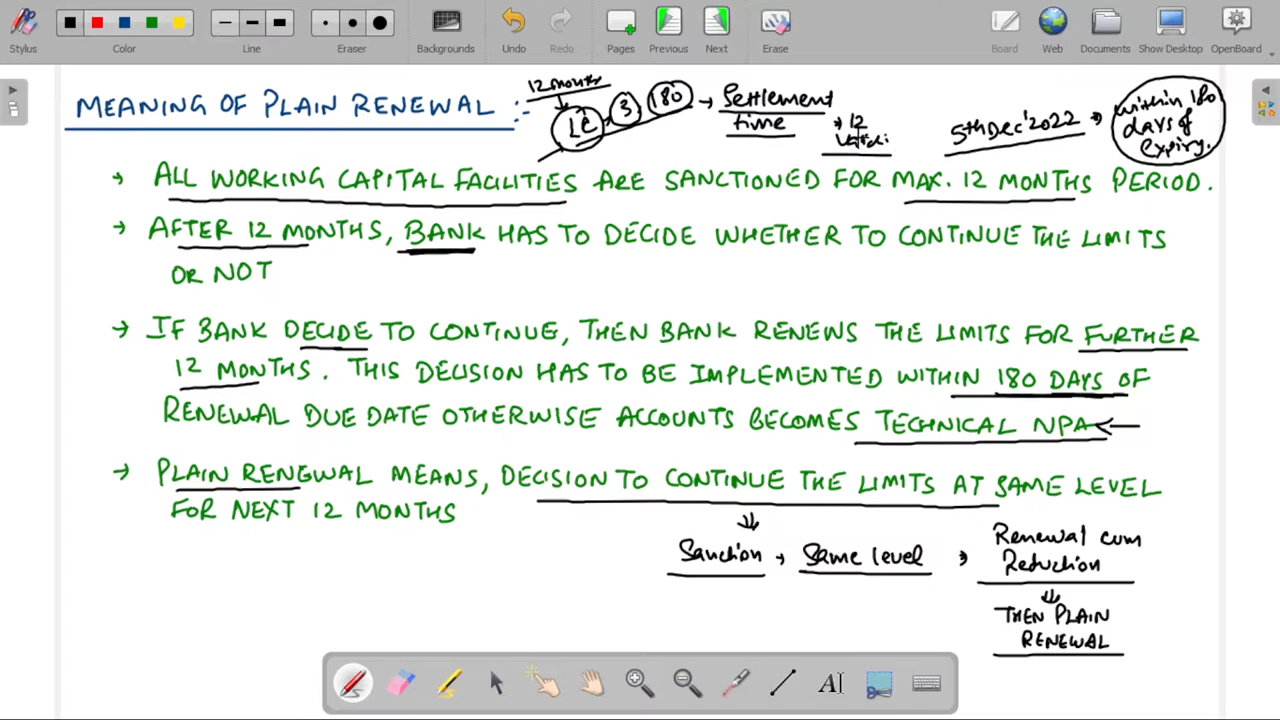 Stylus
Color
Line
Eraser
Backgrounds
Undo
Redo
Pages
Previous
Next
Erase
Board
Web
Documents
Show Desktop
OpenBoard
12 months
MEANING OF PLAIN RENEWAL :-
LC
3
180
→ Settlement
time
→ 12
5th Dec'2022 →
within 180
days of
expiry.
→ ALL WORKING CAPITAL FACILITIES ARE SANCTIONED FOR MAX. 12 MONTHS PERIOD.
→ AFTER 12 MONTHS, BANK HAS TO DECIDE WHETHER TO CONTINUE THE LIMITS
OR NOT
→ IF BANK DECIDE TO CONTINUE, THEN BANK RENEWS THE LIMITS FOR FURTHER
12 MONTHS. THIS DECISION HAS TO BE IMPLEMENTED WITHIN 180 DAYS OF
RENEWAL DUE DATE OTHERWISE ACCOUNTS BECOMES TECHNICAL NPA ←
→ PLAIN RENEWAL MEANS, DECISION TO CONTINUE THE LIMITS AT SAME LEVEL
FOR NEXT 12 MONTHS
Sanction → Same level →
Renewal cum
Reduction
THEN PLAIN
RENEWAL